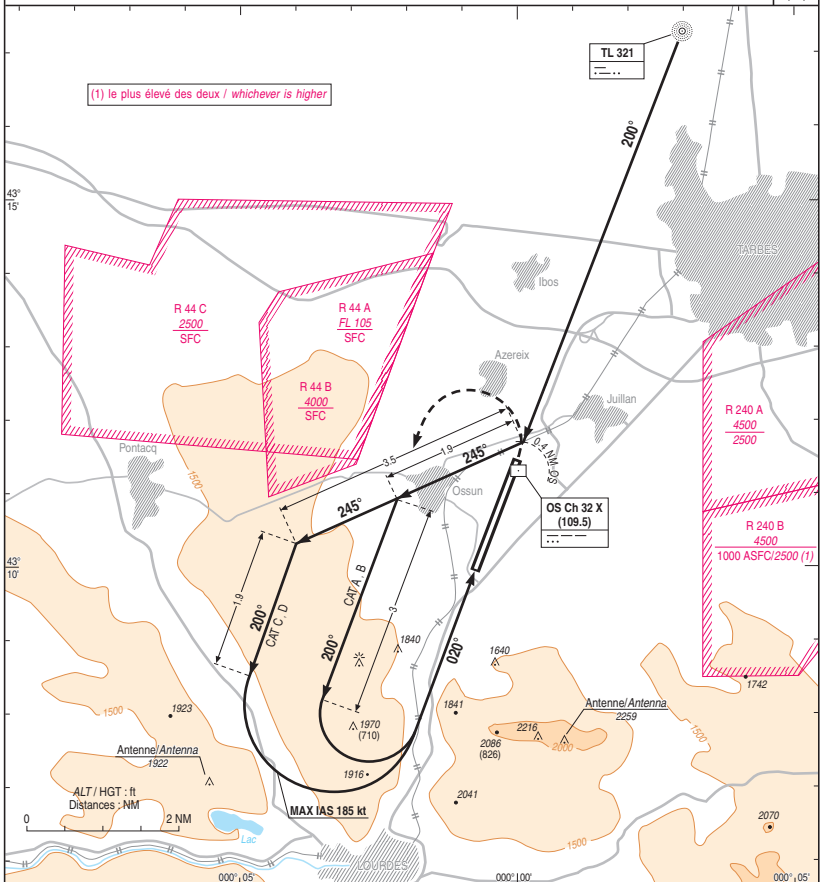 TL 321
(1) le plus élevé des deux / whichever is higher
200°
43°
15'
TARBES
R 44 C
2500
SFC
R 44 A
FL 105
SFC
Ibos
Azereix
R 44 B
4000
SFC
Juillan
R 240 A
4500
2500
Pontacq
3.5
1.9
245°
0.4 NM OS
1500
Ossun
245°
OS Ch 32 X
(109.5)
R 240 B
4500
1000 ASFC/2500 (1)
43°
10'
1.9
200°
CAT C, D
CAT A, B
200°
3
020°
1840
1640
1742
1923
1500
1970
(710)
1841
Antenne/Antenna
2259
2216
2000
2086
(826)
1500
Antenne/Antenna
1922
1916
2041
ALT / HGT : ft
Distances : NM
0
2 NM
MAX IAS 185 kt
Lac
1500
2070
LOURDES
000° 05'
000° 00'
000° 05'